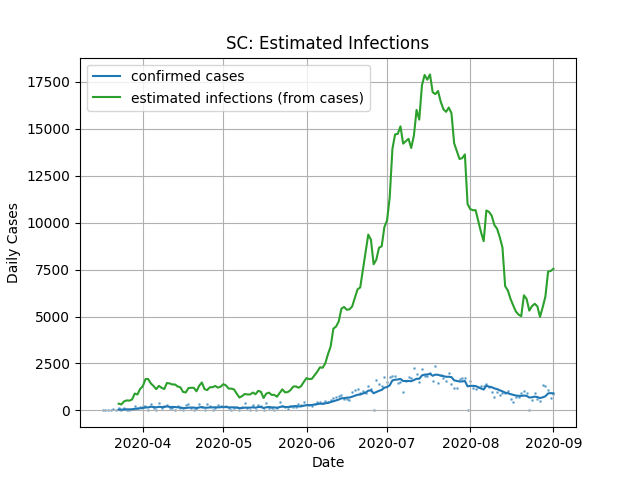 SC: Estimated Infections
confirmed cases
estimated infections (from cases)
17500
15000
12500
10000
7500
5000
2500
0
Daily Cases
2020-04 2020-05 2020-06 2020-07 2020-08 2020-09
Date